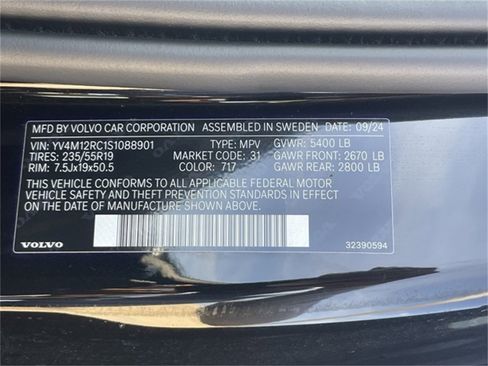 MFD BY VOLVO CAR CORPORATION ASSEMBLED IN SWEDEN 09/24
VIN: YV4M12RC1S1088901 TYPE: MPV GVWR: 5400 LB
TIRES: 235/55R19 MARKET CODE: 31 GAWR FRONT: 2670 LB
RIM: 7.5Jx19x50.5 COLOR: 717 GAWR REAR: 2800 LB
THIS VEHICLE CONFORMS TO ALL APPLICABLE FEDERAL MOTOR
VEHICLE SAFETY AND THEFT PREVENTION STANDARDS IN EFFECT
ON THE DATE OF MANUFACTURE SHOWN ABOVE.
VOLVO 32390594